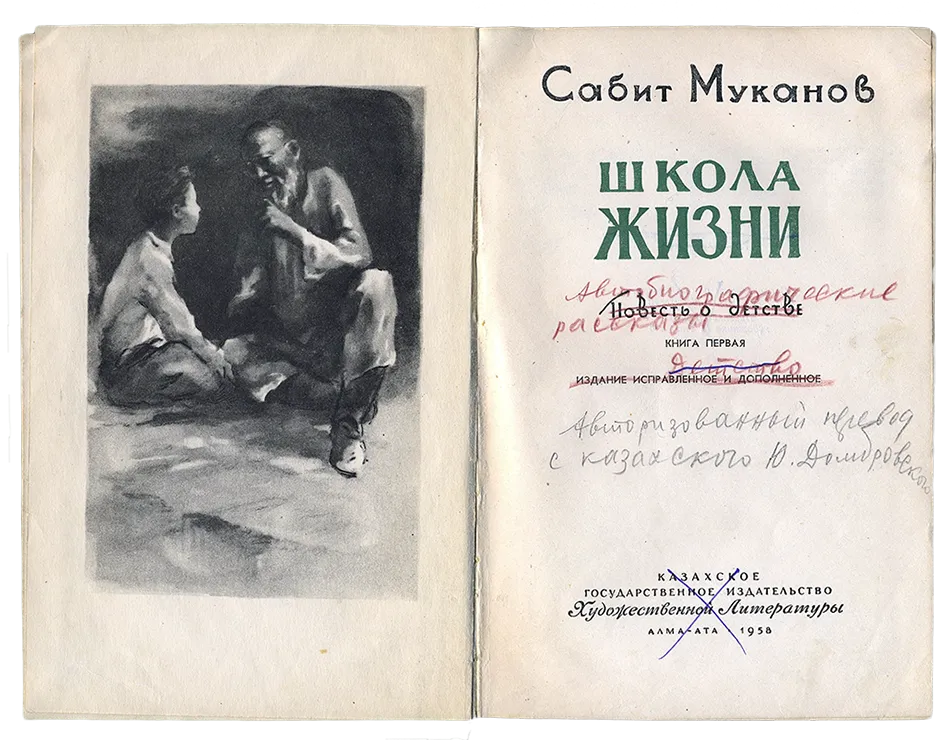 Сабит Муканов
ШКОЛА
ЖИЗНИ
Автобиографические
Повесть о детстве
рассказы
КНИГА ПЕРВАЯ
Детство
ИЗДАНИЕ ИСПРАВЛЕННОЕ И ДОПОЛНЕННОЕ
Авторизованный перевод
с казахского Ю. Домбровского
КАЗАХСКОЕ
ГОСУДАРСТВЕННОЕ ИЗДАТЕЛЬСТВО
Художественной Литературы
АЛМА-АТА 1958